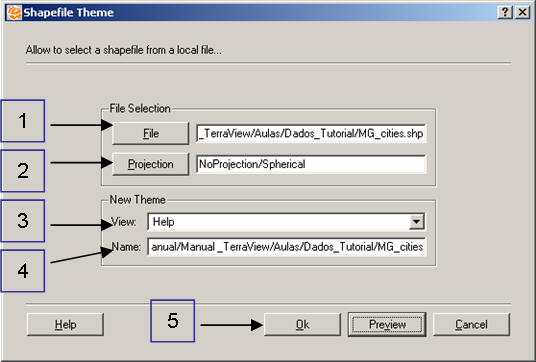 Shapefile Theme
Allow to select a shapefile from a local file...
File Selection
1
File
_TerraView/Aulas/Dados_Tutorial/MG_cities.shp
2
Projection
NoProjection/Spherical
New Theme
3
View:
Help
4
Name:
anual/Manual_TerraView/Aulas/Dados_Tutorial/MG_cities
Help
5
Ok
Preview
Cancel